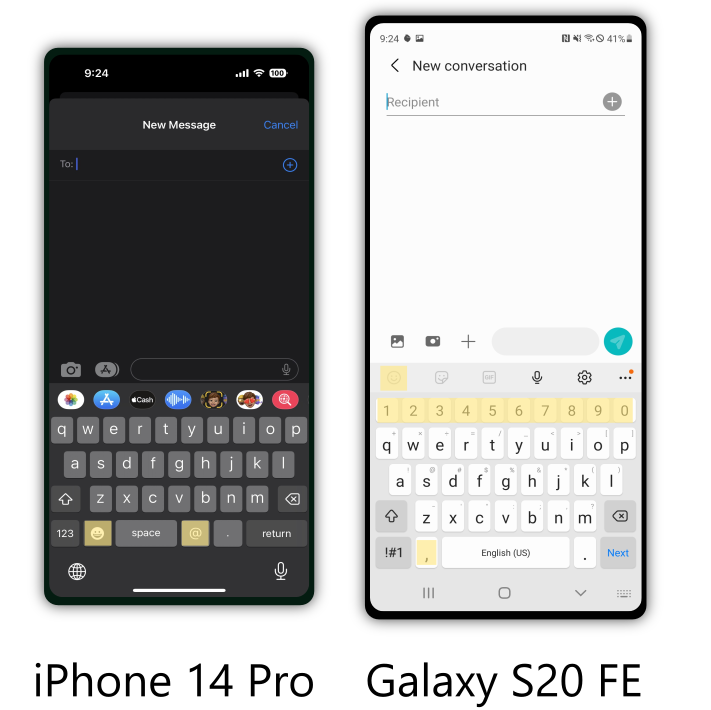 9:24
100
New Message
Cancel
To:
Cash
q w e r t y u i o p
a s d f g h j k l
z x c v b n m
123 space @ . return
iPhone 14 Pro
9:24
41%
New conversation
Recipient
GIF
1 2 3 4 5 6 7 8 9 0
q w e r t y u i o p
a s d f g h j k l
z x c v b n m
!#1 , English (US) . Next
Galaxy S20 FE